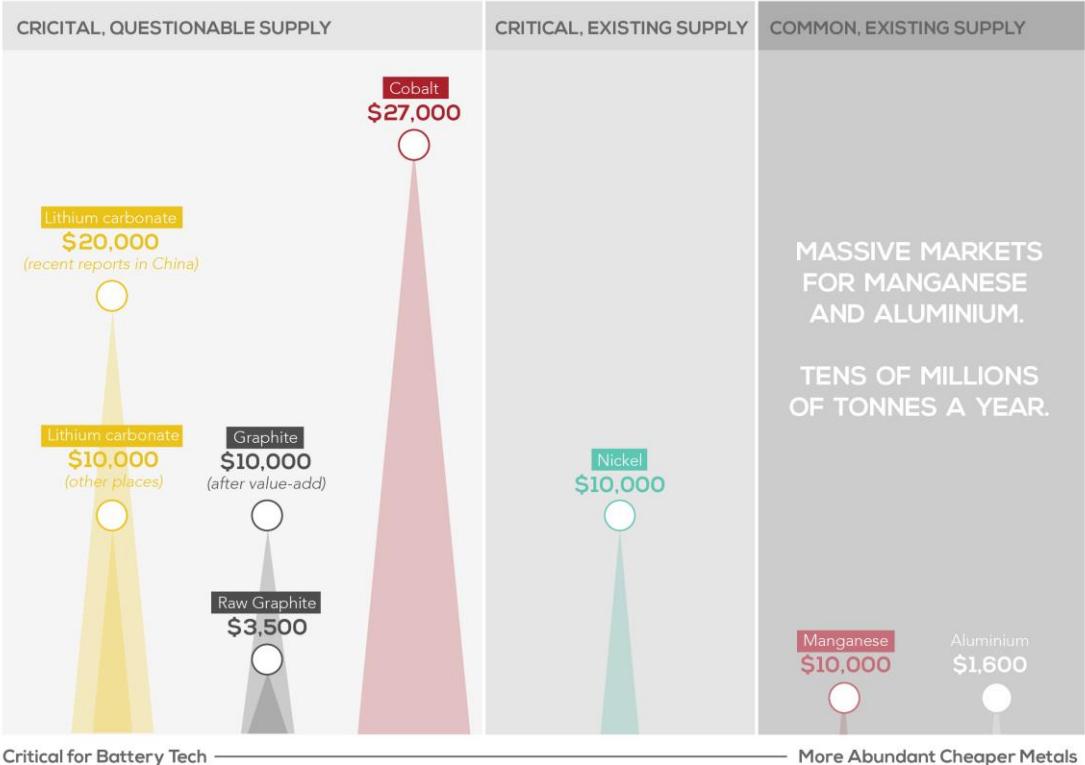 CRICITAL, QUESTIONABLE SUPPLY
CRITICAL, EXISTING SUPPLY
COMMON, EXISTING SUPPLY
Cobalt
$27,000
Lithium carbonate
$20,000
(recent reports in China)
MASSIVE MARKETS
FOR MANGANESE
AND ALUMINIUM.
TENS OF MILLIONS
OF TONNES A YEAR.
Lithium carbonate
$10,000
(other places)
Graphite
$10,000
(after value-add)
Nickel
$10,000
Raw Graphite
$3,500
Manganese
$10,000
Aluminium
$1,600
Critical for Battery Tech
More Abundant Cheaper Metals